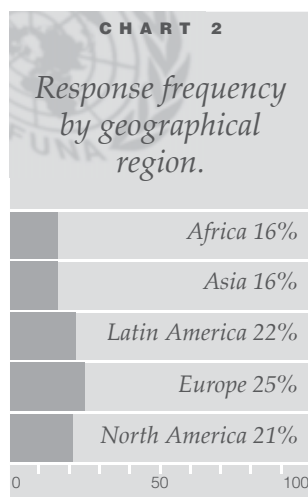 CHART 2
Response frequency
by geographical
region.
FUNA
Africa 16%
Asia 16%
Latin America 22%
Europe 25%
North America 21%
0 50 100